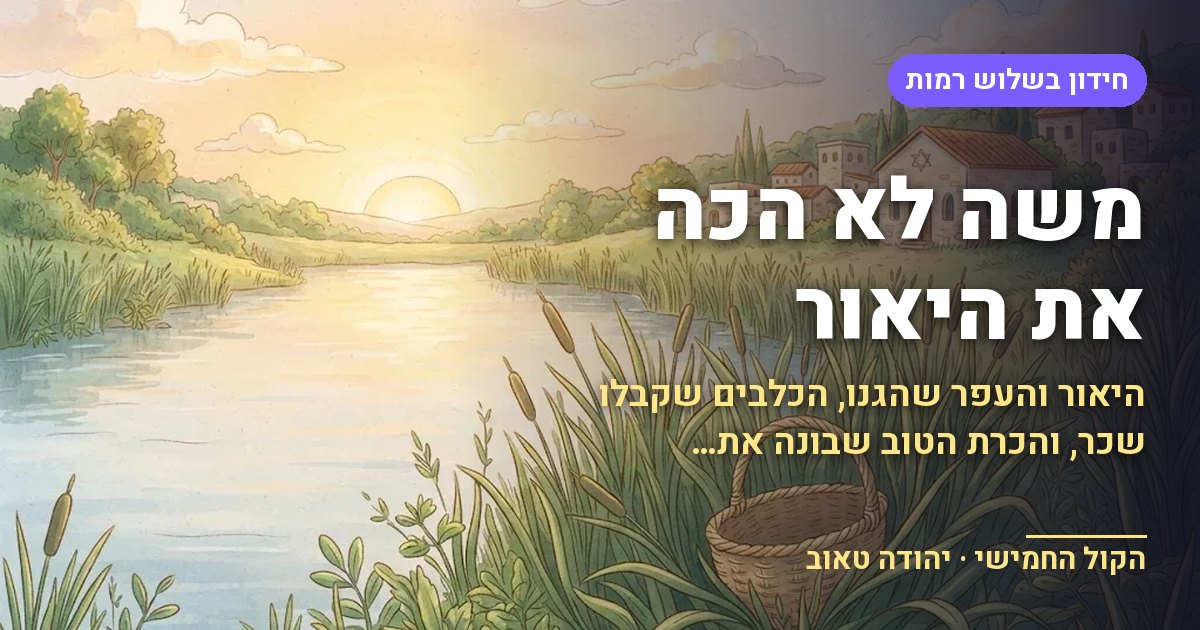 חידון בשלוש רמות
משה לא הכה
את היאור
היאור והעפר שהגנו, הכלבים שקבלו
שכר, והכרת הטוב שבונה את...
הקול החמישי · יהודה טאוב